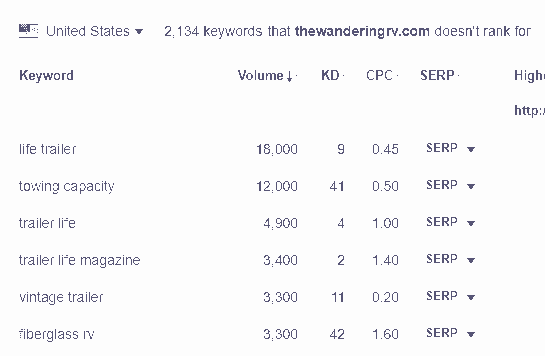 United States 2,134 keywords that thewanderingrv.com doesn't rank for
Keyword Volume↓ KD CPC SERP
http:/
life trailer 18,000 9 0.45 SERP
towing capacity 12,000 41 0.50 SERP
trailer life 4,900 4 1.00 SERP
trailer life magazine 3,400 2 1.40 SERP
vintage trailer 3,300 11 0.20 SERP
fiberglass rv 3,300 42 1.60 SERP